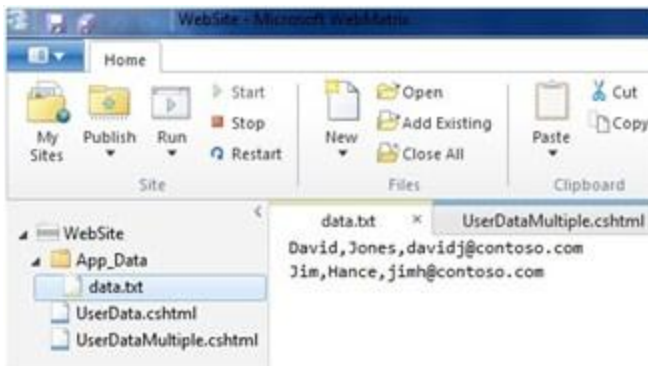 WebSite - Microsoft WebMatrix
Home
My Sites
Publish
Run
Start
Stop
Restart
Site
New
Open
Add Existing
Close All
Files
Paste
Cut
Copy
Clipboard
WebSite
App_Data
data.txt
UserData.cshtml
UserDataMultiple.cshtml
data.txt ×
UserDataMultiple.cshtml
David,Jones,davidj@contoso.com
Jim,Hance,jimh@contoso.com